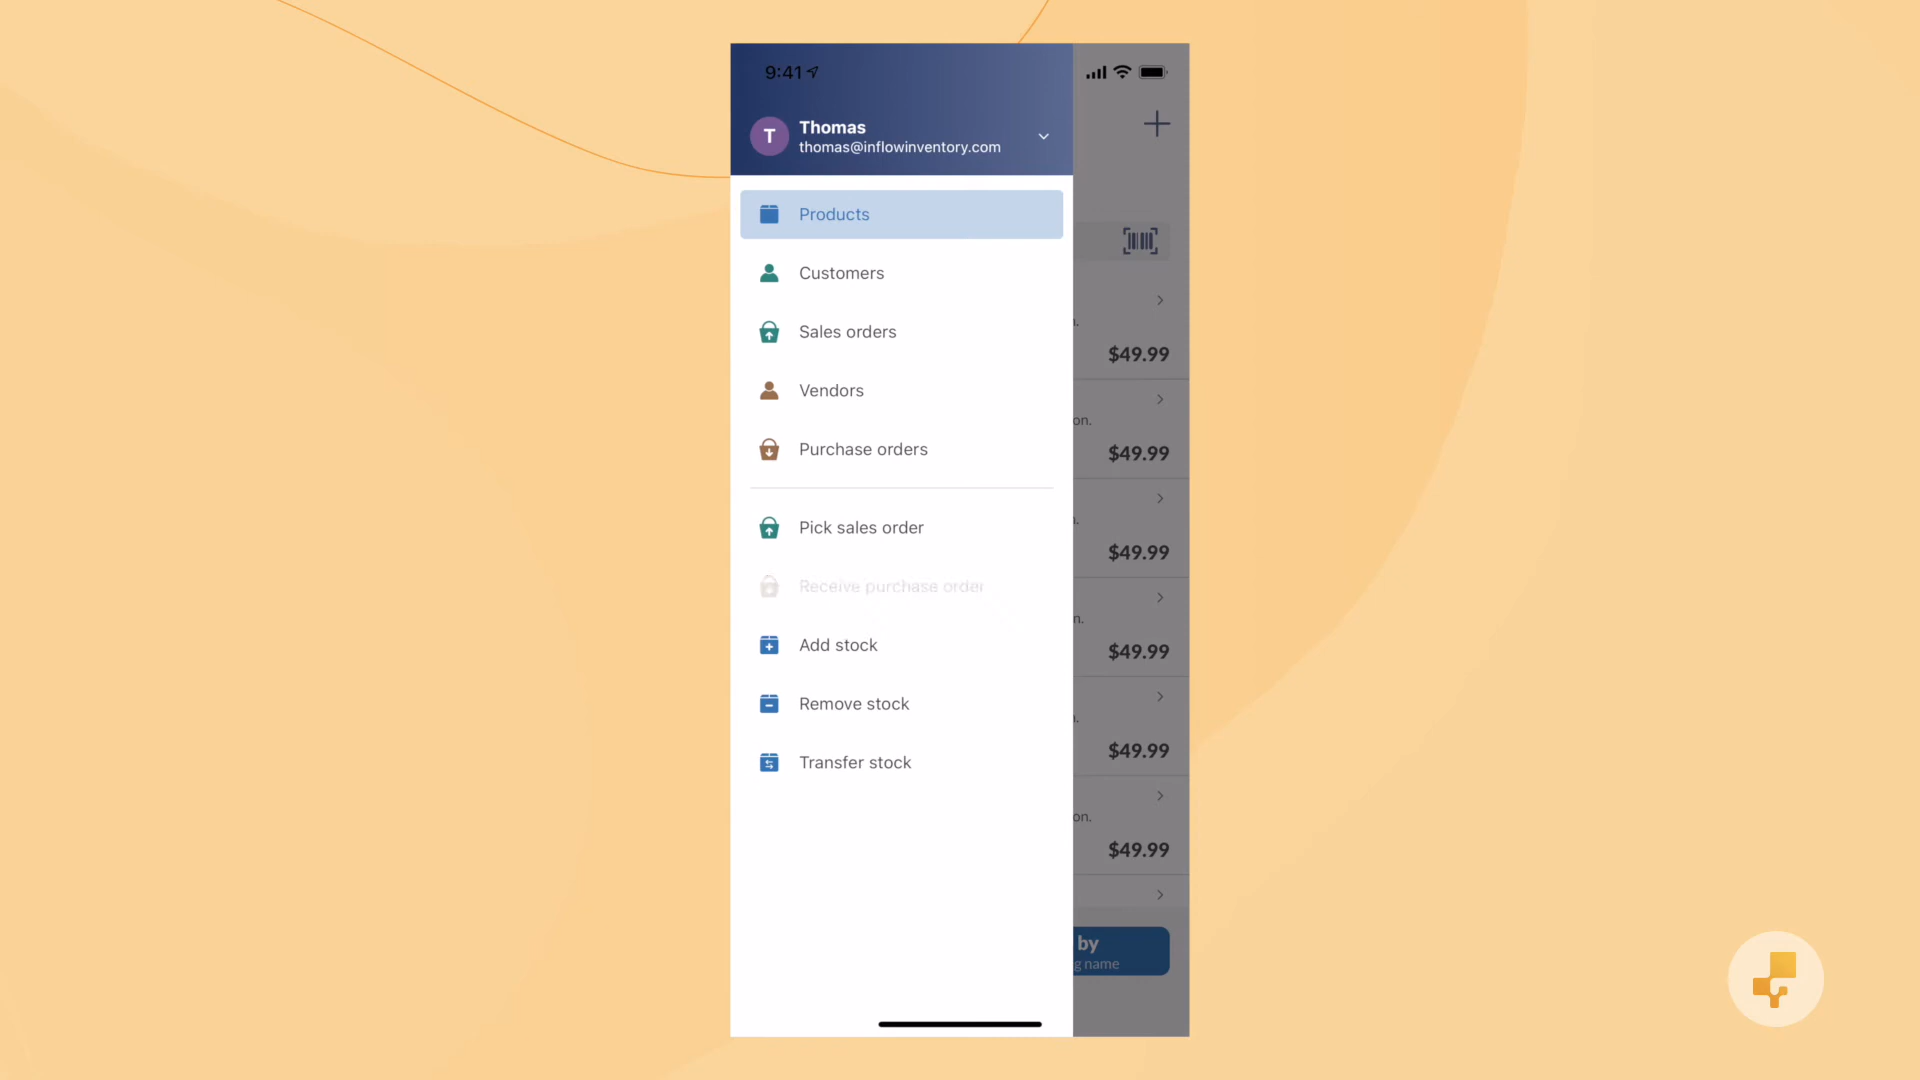 9:41
T
Thomas
thomas@inflowinventory.com
Products
Customers
Sales orders
Vendors
Purchase orders
Pick sales order
Receive purchase order
Add stock
Remove stock
Transfer stock
$49.99
on.
$49.99
$49.99
n.
$49.99
$49.99
on.
$49.99
by
g name